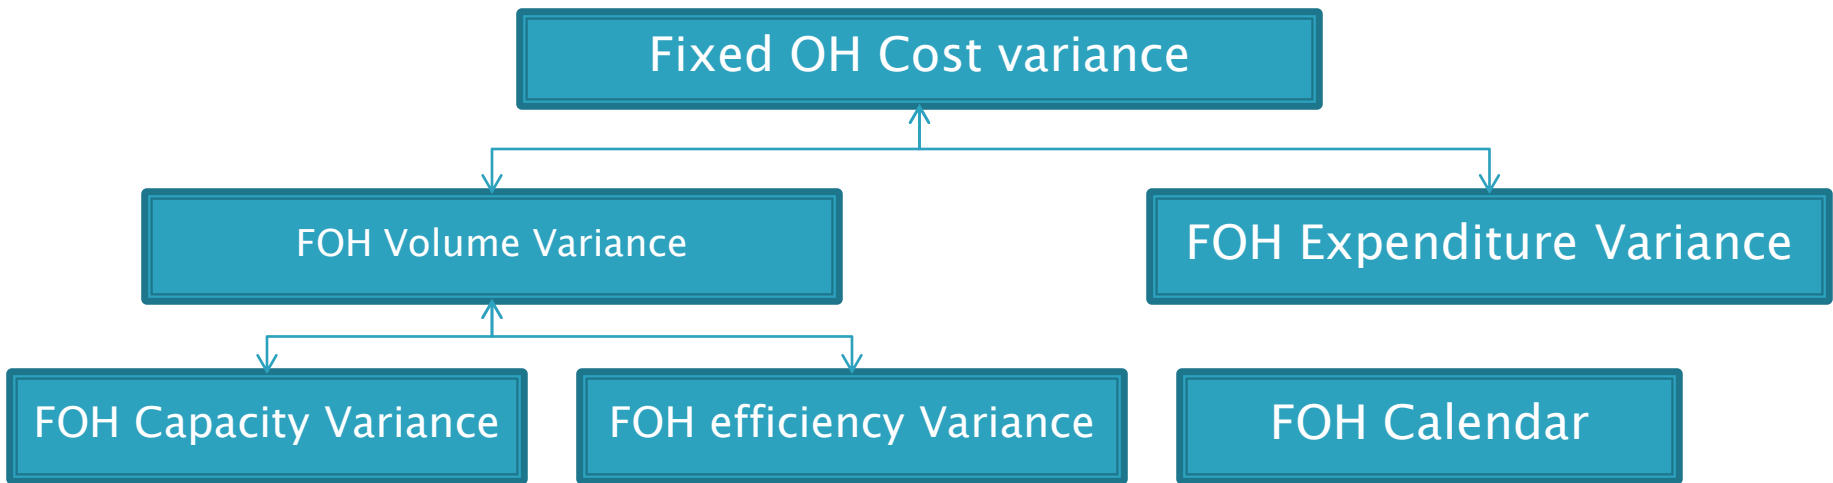 Fixed OH Cost variance
FOH Volume Variance
FOH Expenditure Variance
FOH Capacity Variance
FOH efficiency Variance
FOH Calendar